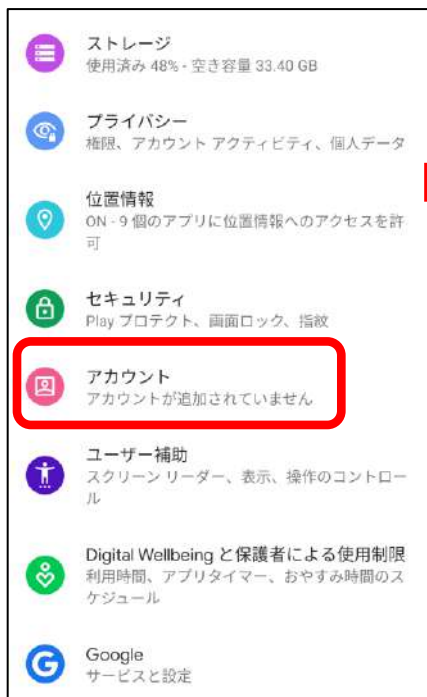 ストレージ
使用済み 48% - 空き容量 33.40 GB
プライバシー
権限、アカウント アクティビティ、個人データ
位置情報
ON - 9 個のアプリに位置情報へのアクセスを許
可
セキュリティ
Play プロテクト、画面ロック、指紋
アカウント
アカウントが追加されていません
ユーザー補助
スクリーン リーダー、表示、操作のコントロー
ル
Digital Wellbeing と保護者による使用制限
利用時間、アプリタイマー、おやすみ時間のス
ケジュール
Google
サービスと設定